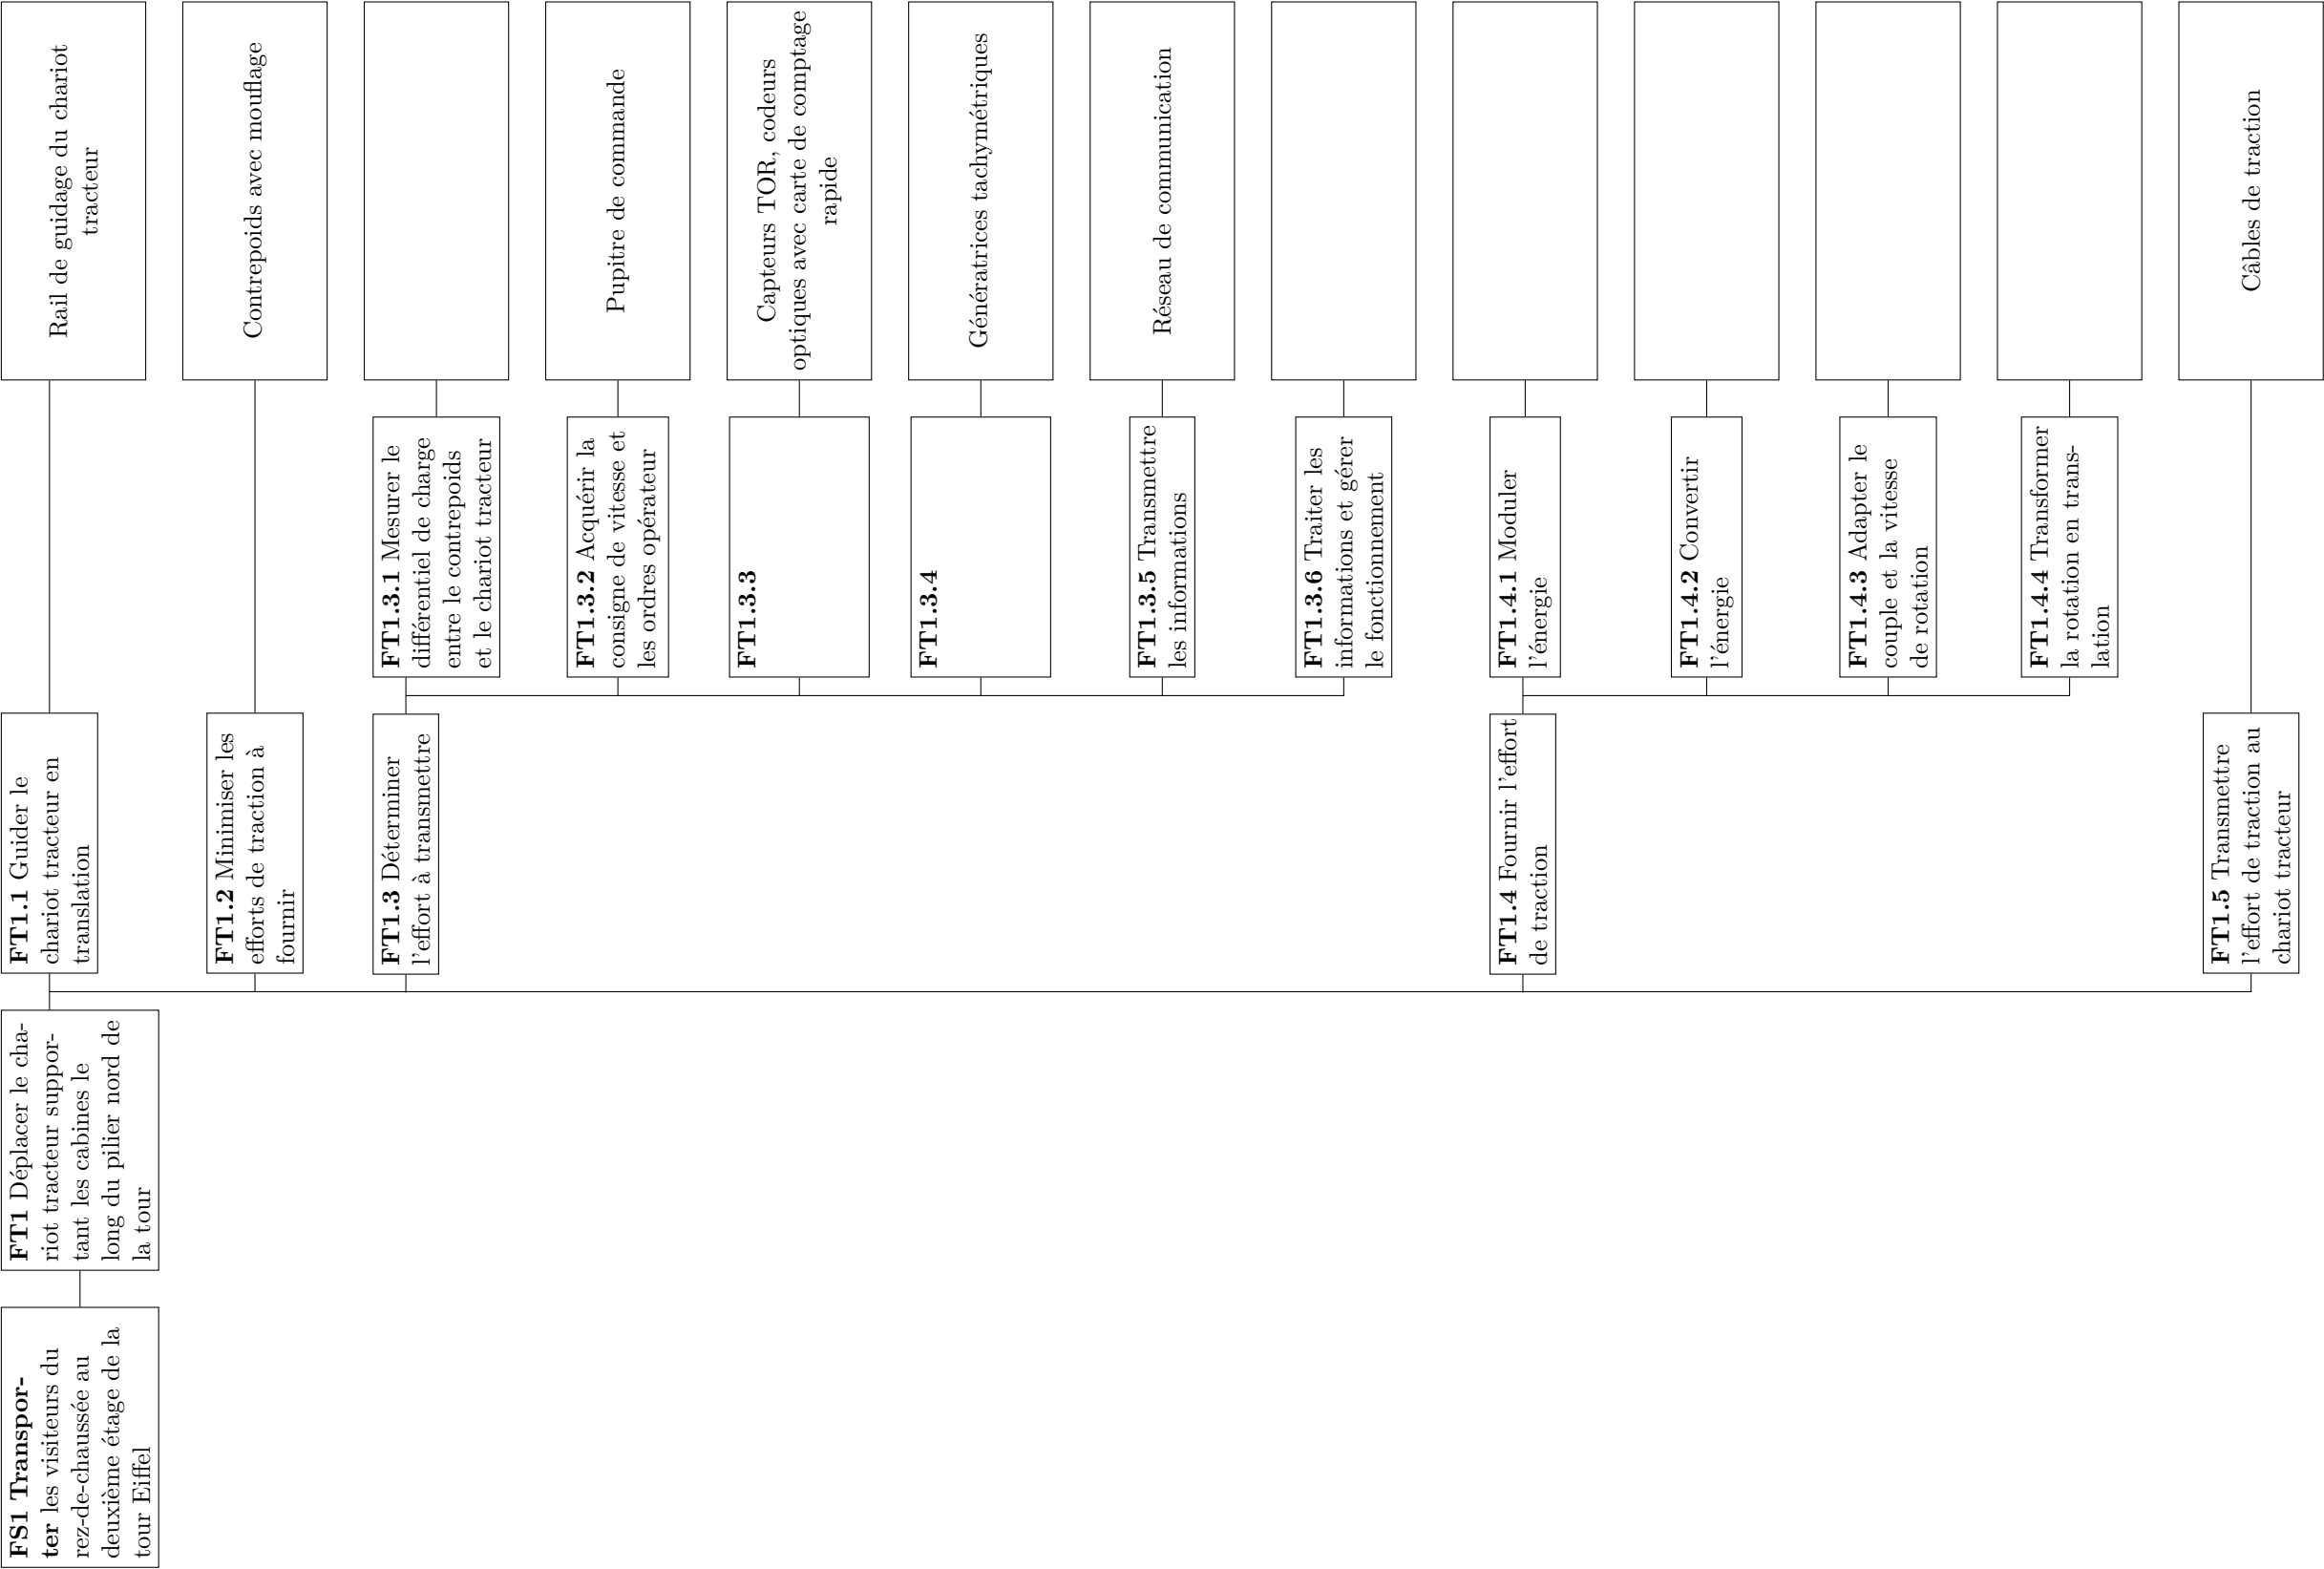 FS1 Transpor-
ter les visiteurs du
rez-de-chaussée au
deuxième étage de la
tour Eiffel
FT1 Déplacer le cha-
riot tracteur suppor-
tant les cabines le
long du pilier nord de
la tour
FT1.1 Guider le
chariot tracteur en
translation
Rail de guidage du chariot
tracteur
FT1.2 Minimiser les
efforts de traction à
fournir
Contrepoids avec mouflage
FT1.3 Déterminer
l'effort à transmettre
FT1.3.1 Mesurer le
différentiel de charge
entre le contrepoids
et le chariot tracteur
FT1.3.2 Acquérir la
consigne de vitesse et
les ordres opérateur
Pupitre de commande
FT1.3.3
Capteurs TOR, codeurs
optiques avec carte de comptage
rapide
FT1.3.4
Génératrices tachymétriques
FT1.3.5 Transmettre
les informations
Réseau de communication
FT1.3.6 Traiter les
informations et gérer
le fonctionnement
FT1.4 Fournir l'effort
de traction
FT1.4.1 Moduler
l'énergie
FT1.4.2 Convertir
l'énergie
FT1.4.3 Adapter le
couple et la vitesse
de rotation
FT1.4.4 Transformer
la rotation en trans-
lation
FT1.5 Transmettre
l'effort de traction au
chariot tracteur
Câbles de traction